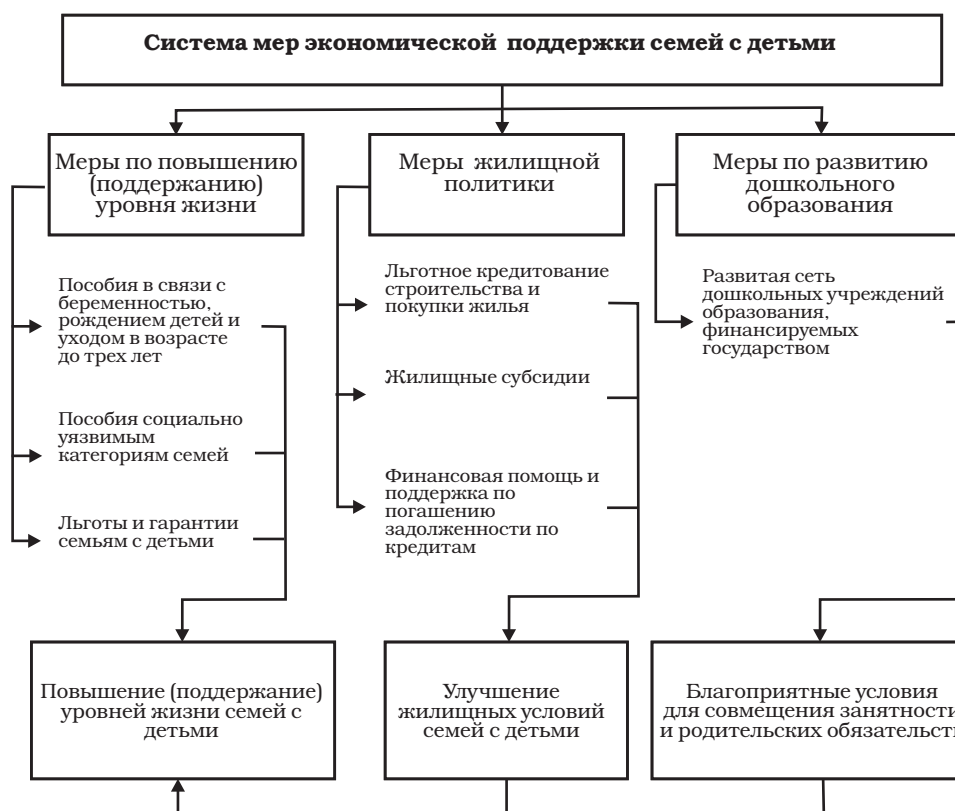 Система мер экономической поддержки семей с детьми
Меры по повышению
(поддержанию)
уровня жизни
Пособия в связи с
беременностью,
рождением детей и
уходом в возрасте
до трех лет
Пособия социально
уязвимым
категориям семей
Льготы и гарантии
семьям с детьми
Повышение (поддержание)
уровней жизни семей с
детьми
Меры жилищной
политики
Льготное кредитование
строительства и
покупки жилья
Жилищные субсидии
Финансовая помощь и
поддержка по
погашению
задолженности по
кредитам
Улучшение
жилищных условий
семей с детьми
Меры по развитию
дошкольного
образования
Развитая сеть
дошкольных учреждений
образования,
финансируемых
государством
Благоприятные условия
для совмещения занятности
и родительских обязательств